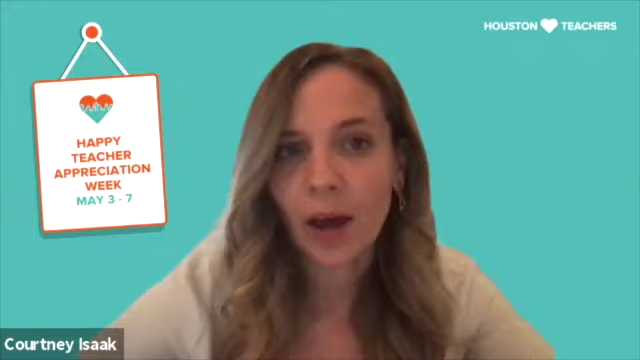 HOUSTON TEACHERS
HAPPY
TEACHER
APPRECIATION
WEEK
MAY 3 - 7
Courtney Isaak